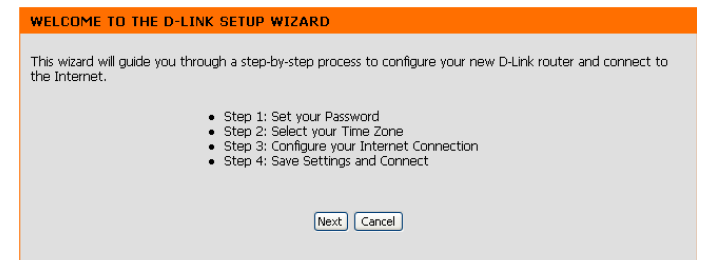 WELCOME TO THE D-LINK SETUP WIZARD
This wizard will guide you through a step-by-step process to configure your new D-Link router and connect to
the Internet.
• Step 1: Set your Password
• Step 2: Select your Time Zone
• Step 3: Configure your Internet Connection
• Step 4: Save Settings and Connect
Next Cancel